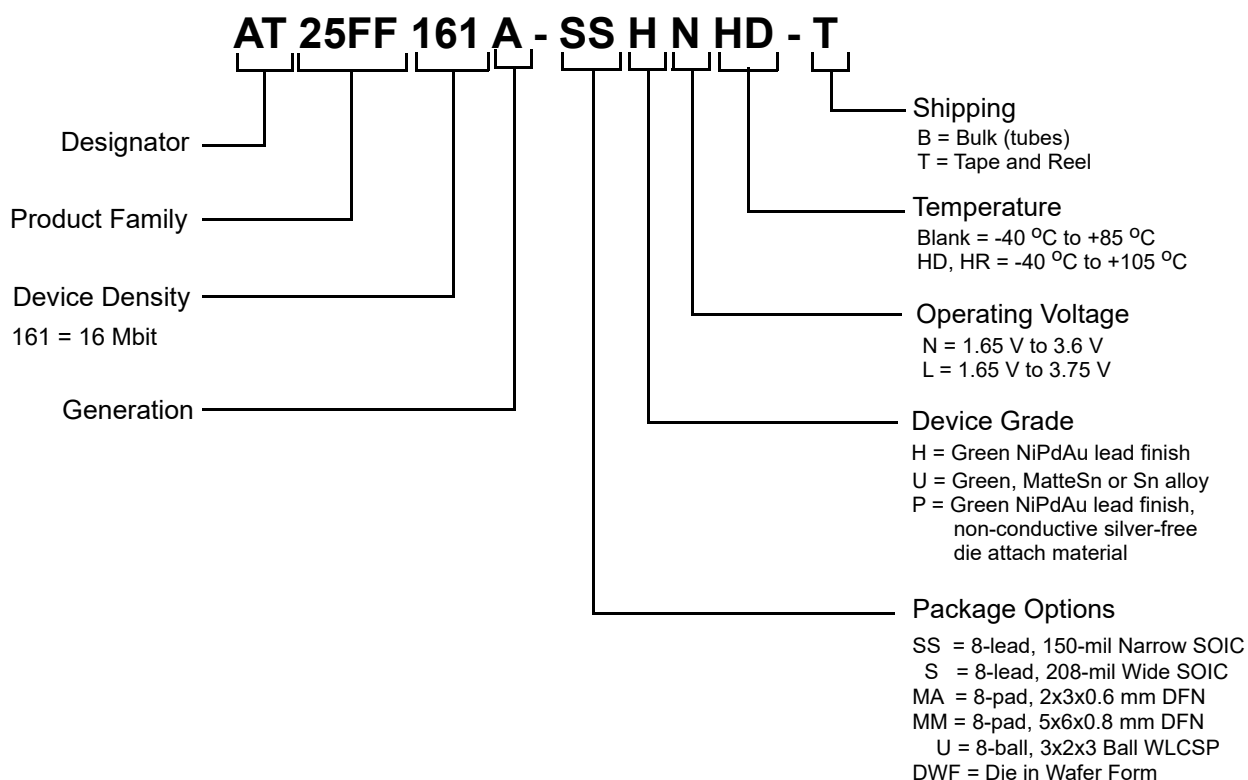 AT 25FF 161 A - SS H N HD - T
Designator
Product Family
Device Density
161 = 16 Mbit
Generation
Shipping
B = Bulk (tubes)
T = Tape and Reel
Temperature
Blank = -40 ºC to +85 ºC
HD, HR = -40 ºC to +105 ºC
Operating Voltage
N = 1.65 V to 3.6 V
L = 1.65 V to 3.75 V
Device Grade
H = Green NiPdAu lead finish
U = Green, MatteSn or Sn alloy
P = Green NiPdAu lead finish,
non-conductive silver-free
die attach material
Package Options
SS = 8-lead, 150-mil Narrow SOIC
S = 8-lead, 208-mil Wide SOIC
MA = 8-pad, 2x3x0.6 mm DFN
MM = 8-pad, 5x6x0.8 mm DFN
U = 8-ball, 3x2x3 Ball WLCSP
DWF = Die in Wafer Form